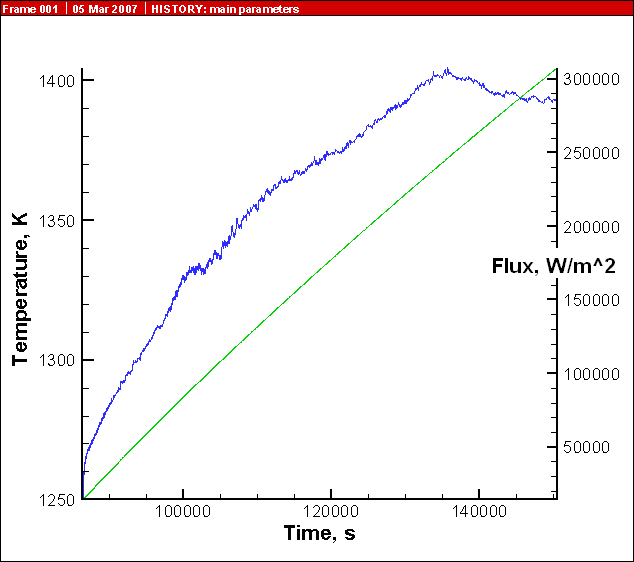 Frame 001 | 05 Mar 2007 | HISTORY: main parameters
1400
1350
1300
1250
Temperature, K
300000
250000
200000
Flux, W/m^2
150000
100000
50000
100000 120000 140000
Time, s